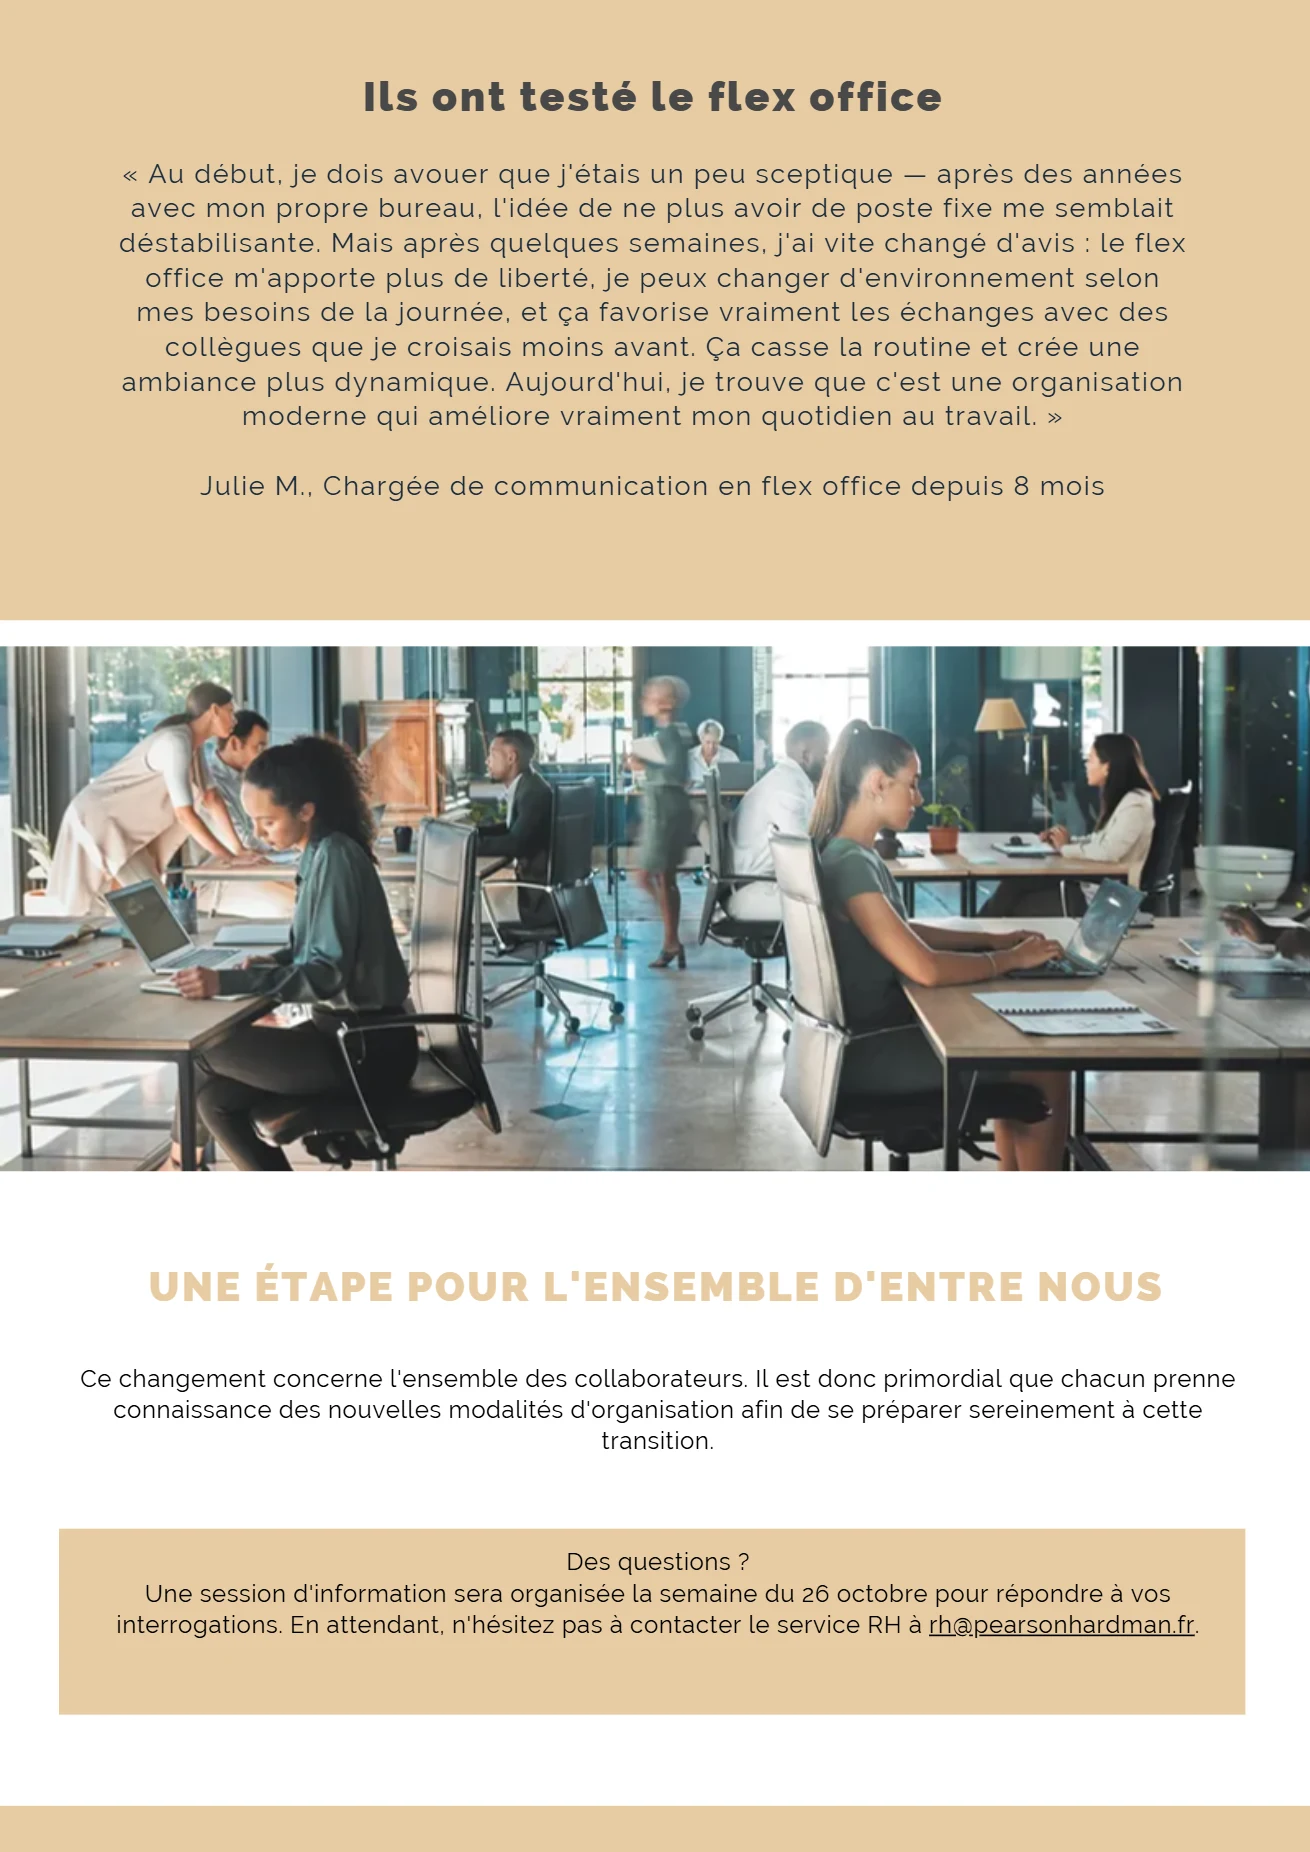 Ils ont testé le flex office
« Au début, je dois avouer que j'étais un peu sceptique — après des années
avec mon propre bureau, l'idée de ne plus avoir de poste fixe me semblait
déstabilisante. Mais après quelques semaines, j'ai vite changé d'avis : le flex
office m'apporte plus de liberté, je peux changer d'environnement selon
mes besoins de la journée, et ça favorise vraiment les échanges avec des
collègues que je croisais moins avant. Ça casse la routine et crée une
ambiance plus dynamique. Aujourd'hui, je trouve que c'est une organisation
moderne qui améliore vraiment mon quotidien au travail. »
Julie M., Chargée de communication en flex office depuis 8 mois
UNE ÉTAPE POUR L'ENSEMBLE D'ENTRE NOUS
Ce changement concerne l'ensemble des collaborateurs. Il est donc primordial que chacun prenne
connaissance des nouvelles modalités d'organisation afin de se préparer sereinement à cette
transition.
Des questions ?
Une session d'information sera organisée la semaine du 26 octobre pour répondre à vos
interrogations. En attendant, n'hésitez pas à contacter le service RH à rh@pearsonhardman.fr.